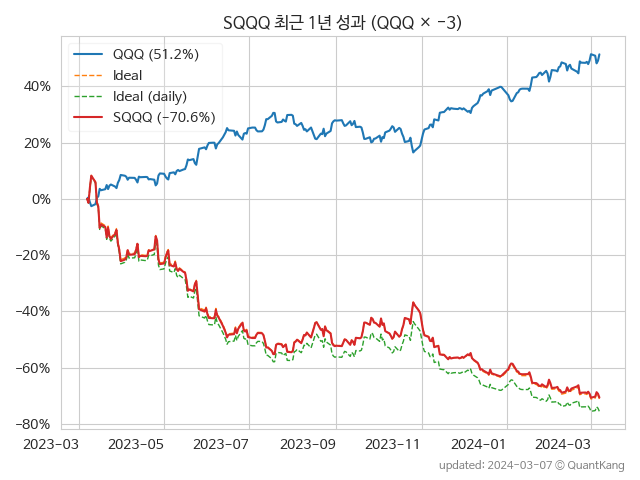 SQQQ 최근 1년 성과 (QQQ × −3)
QQQ (51.2%)
Ideal
Ideal (daily)
SQQQ (−70.6%)
40%
20%
0%
−20%
−40%
−60%
−80%
2023-03 2023-05 2023-07 2023-09 2023-11 2024-01 2024-03
updated: 2024-03-07 © QuantKang